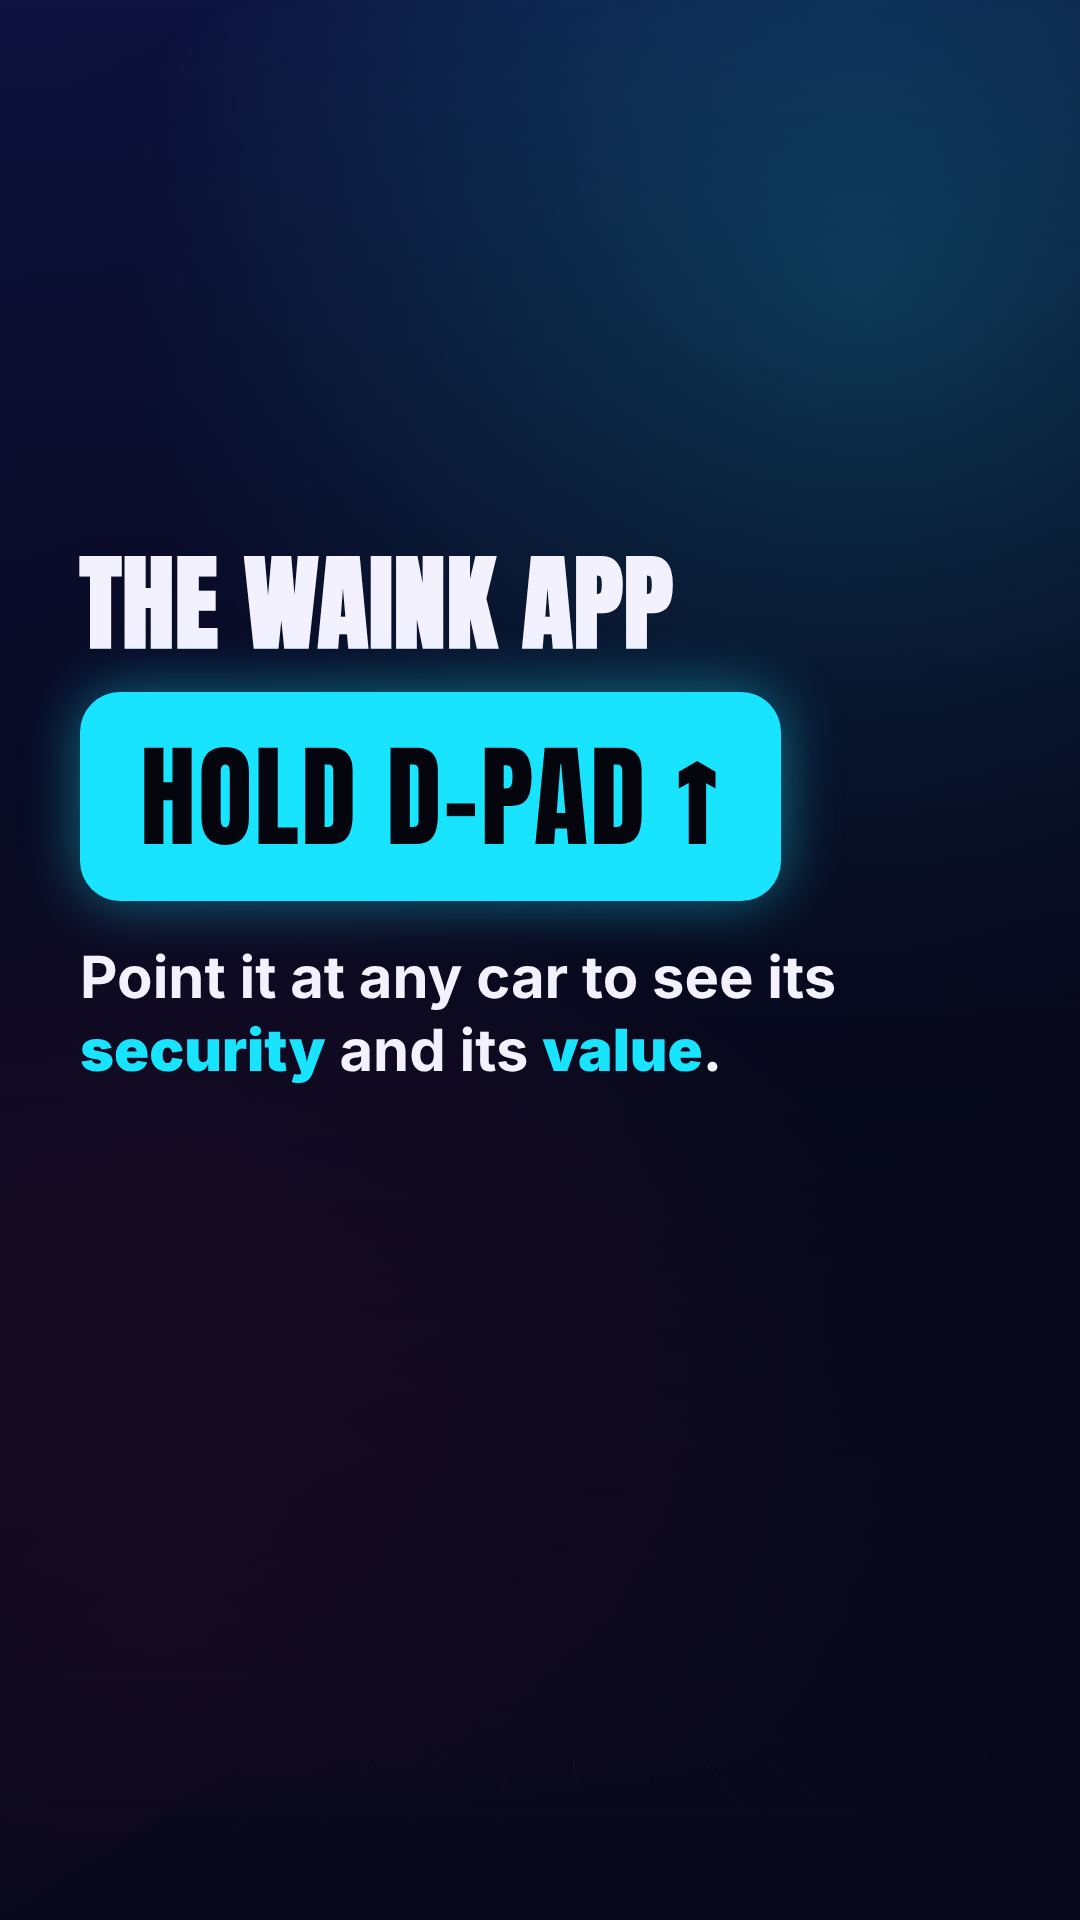 THE WAINK APP
HOLD D-PAD ↑
Point it at any car to see its
security and its value.